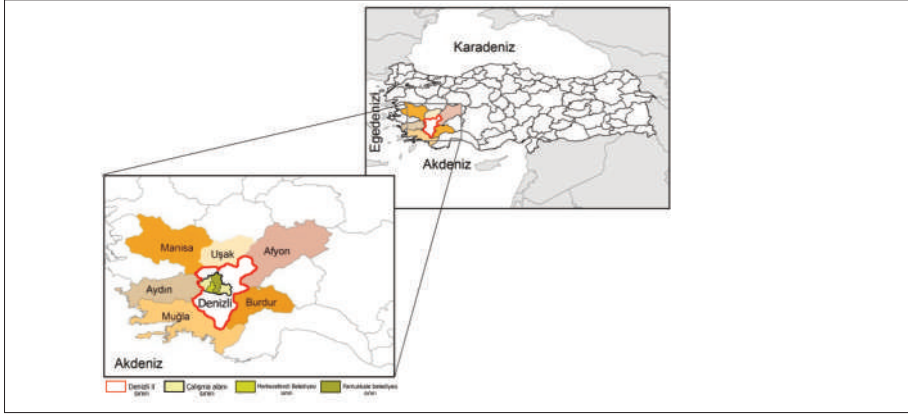 Karadeniz
Egedenizi
Akdeniz
Manisa
Uşak
Afyon
Aydın
Denizli
Burdur
Muğla
Akdeniz
Denizli il sınırı
Çalışma alanı sınırı
Merkezefendi Belediyesi sınırı
Pamukkale belediyesi sınırı